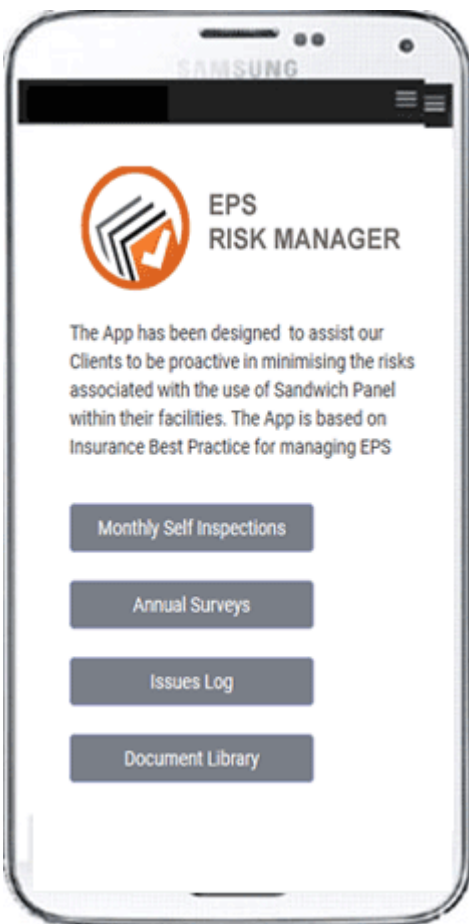 SAMSUNG
EPS
RISK MANAGER
The App has been designed to assist our
Clients to be proactive in minimising the risks
associated with the use of Sandwich Panel
within their facilities. The App is based on
Insurance Best Practice for managing EPS
Monthly Self Inspections
Annual Surveys
Issues Log
Document Library